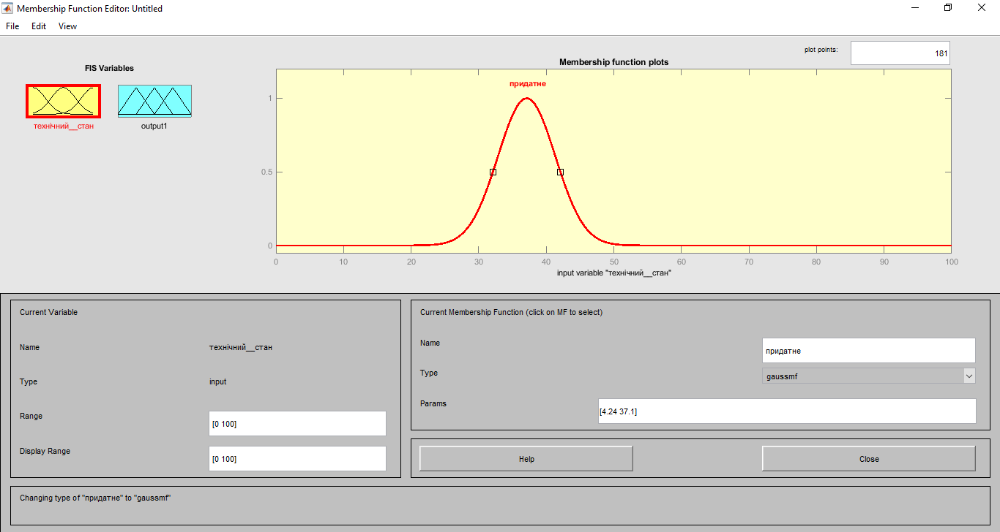 Membership Function Editor: Untitled
File Edit View
FIS Variables
технічний__стан
output1
plot points:
181
Membership function plots
придатне
1
0.5
0
0 10 20 30 40 50 60 70 80 90 100
input variable "технічний__стан"
Current Variable
Name технічний__стан
Type input
Range [0 100]
Display Range [0 100]
Current Membership Function (click on MF to select)
Name придатне
Type gaussmf
Params [4.24 37.1]
Help Close
Changing type of "придатне" to "gaussmf"